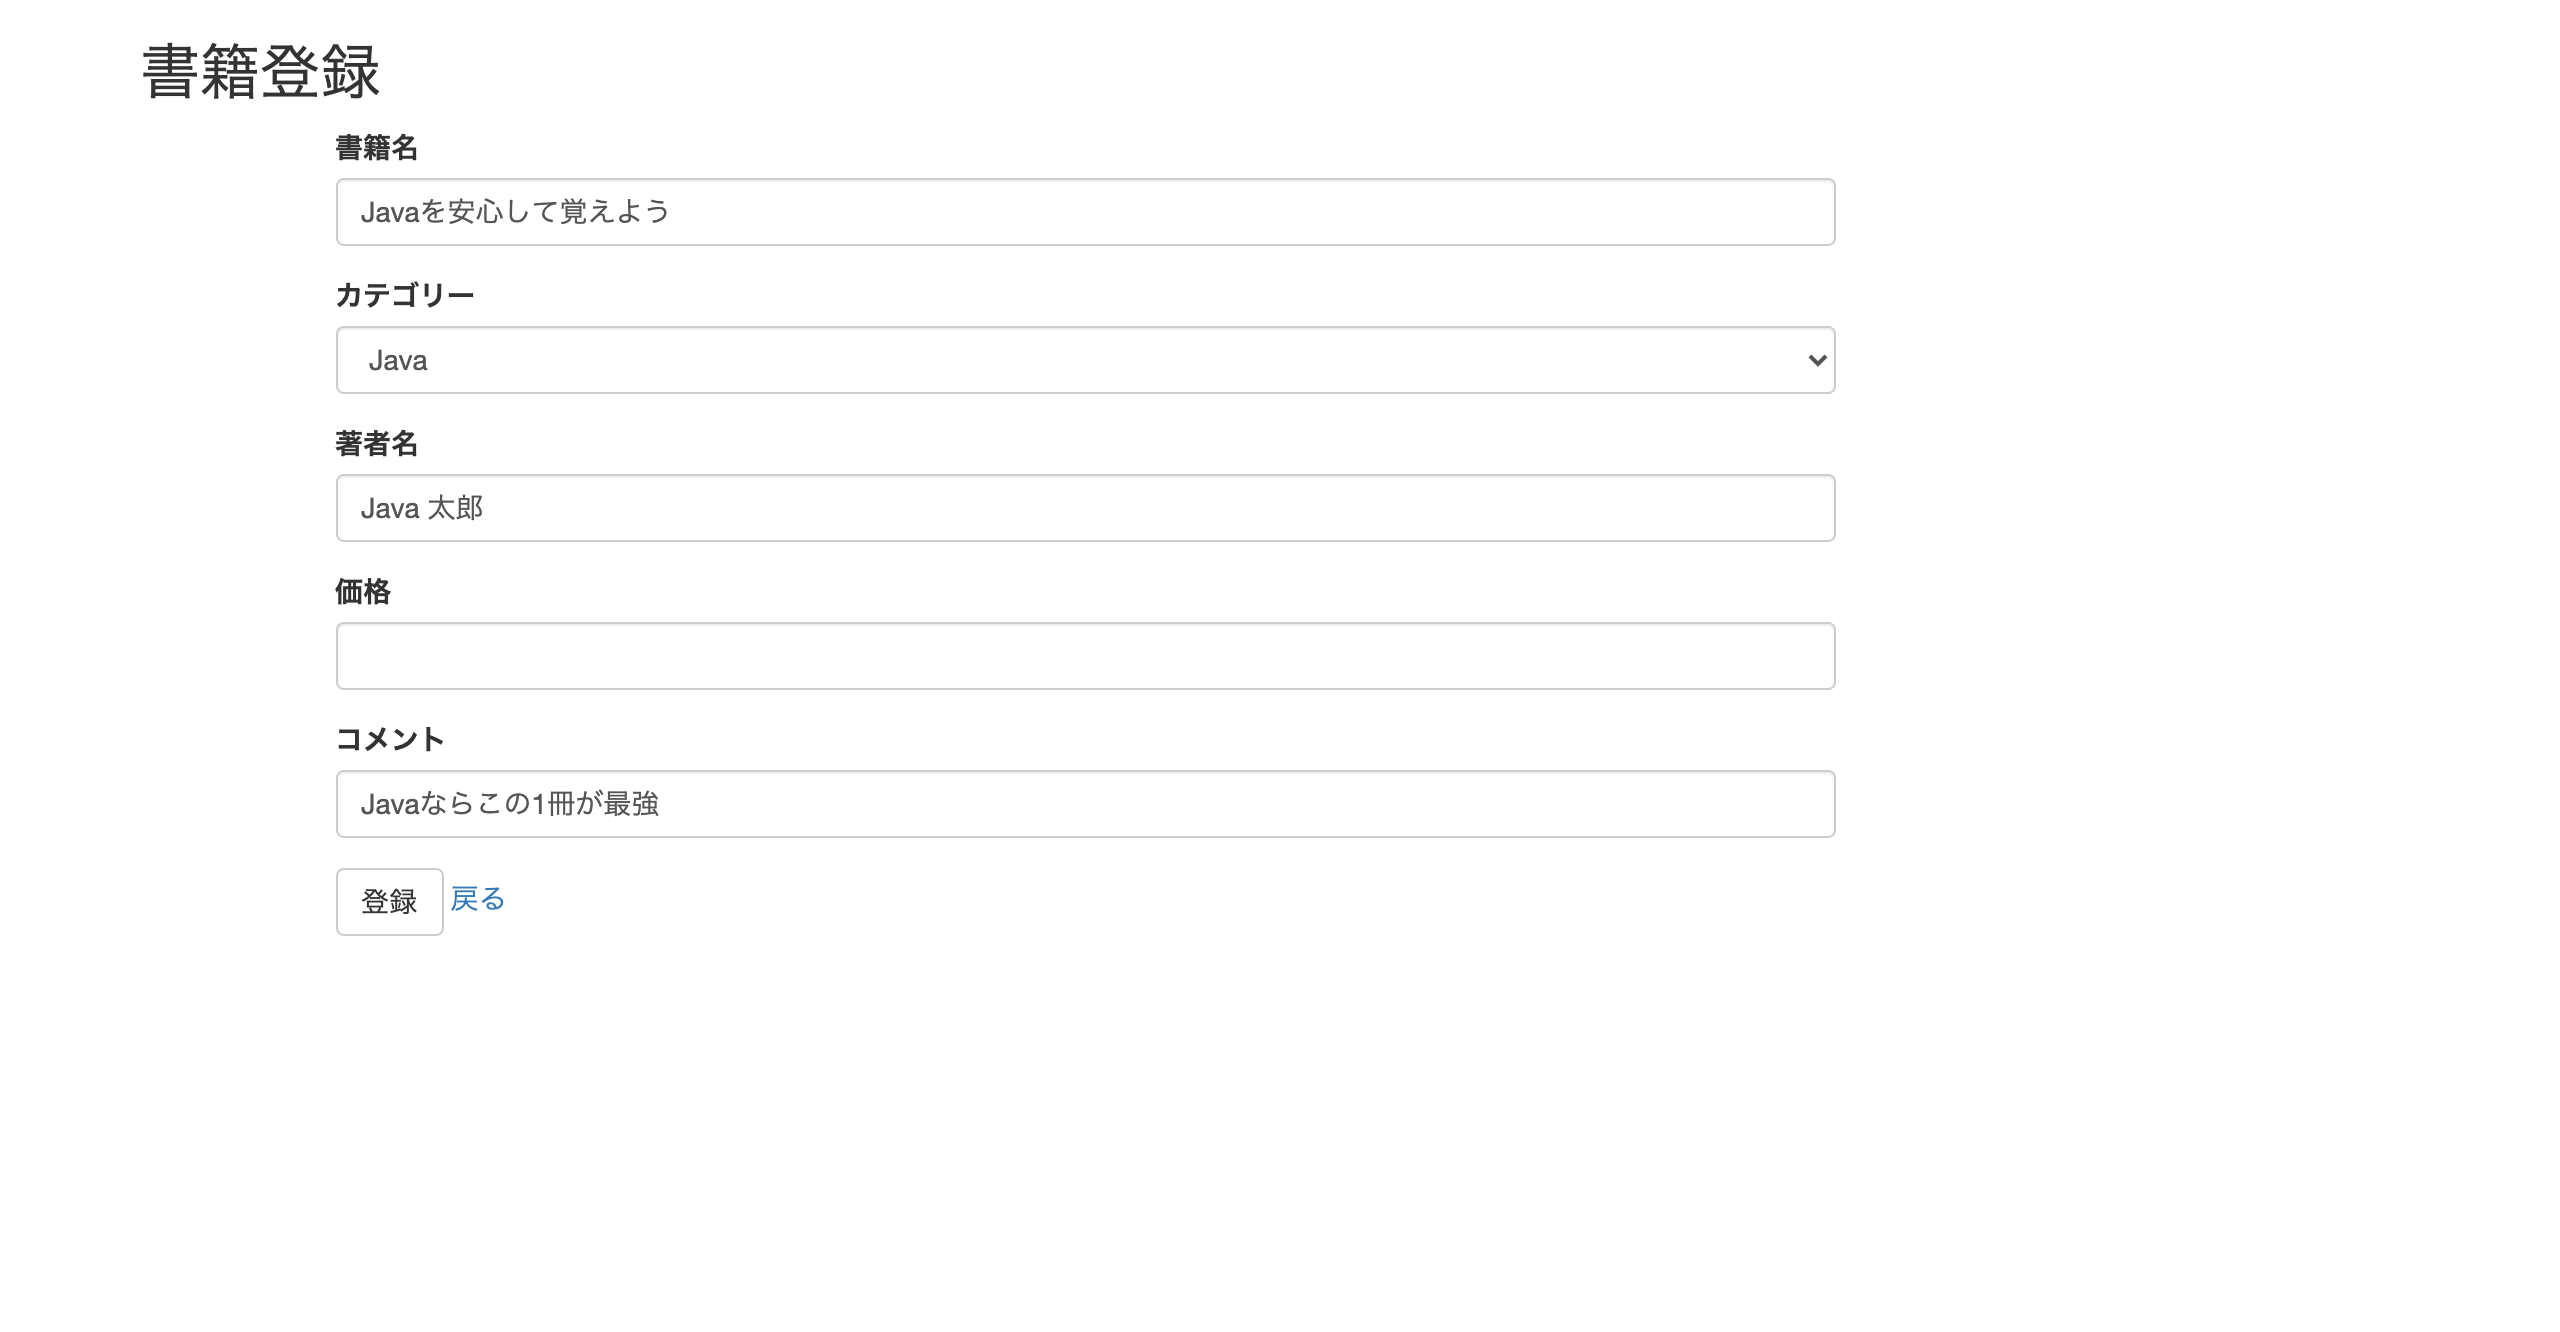 書籍登録
書籍名
Javaを安心して覚えよう
カテゴリー
Java
著者名
Java 太郎
価格
コメント
Javaならこの1冊が最強
登録 戻る